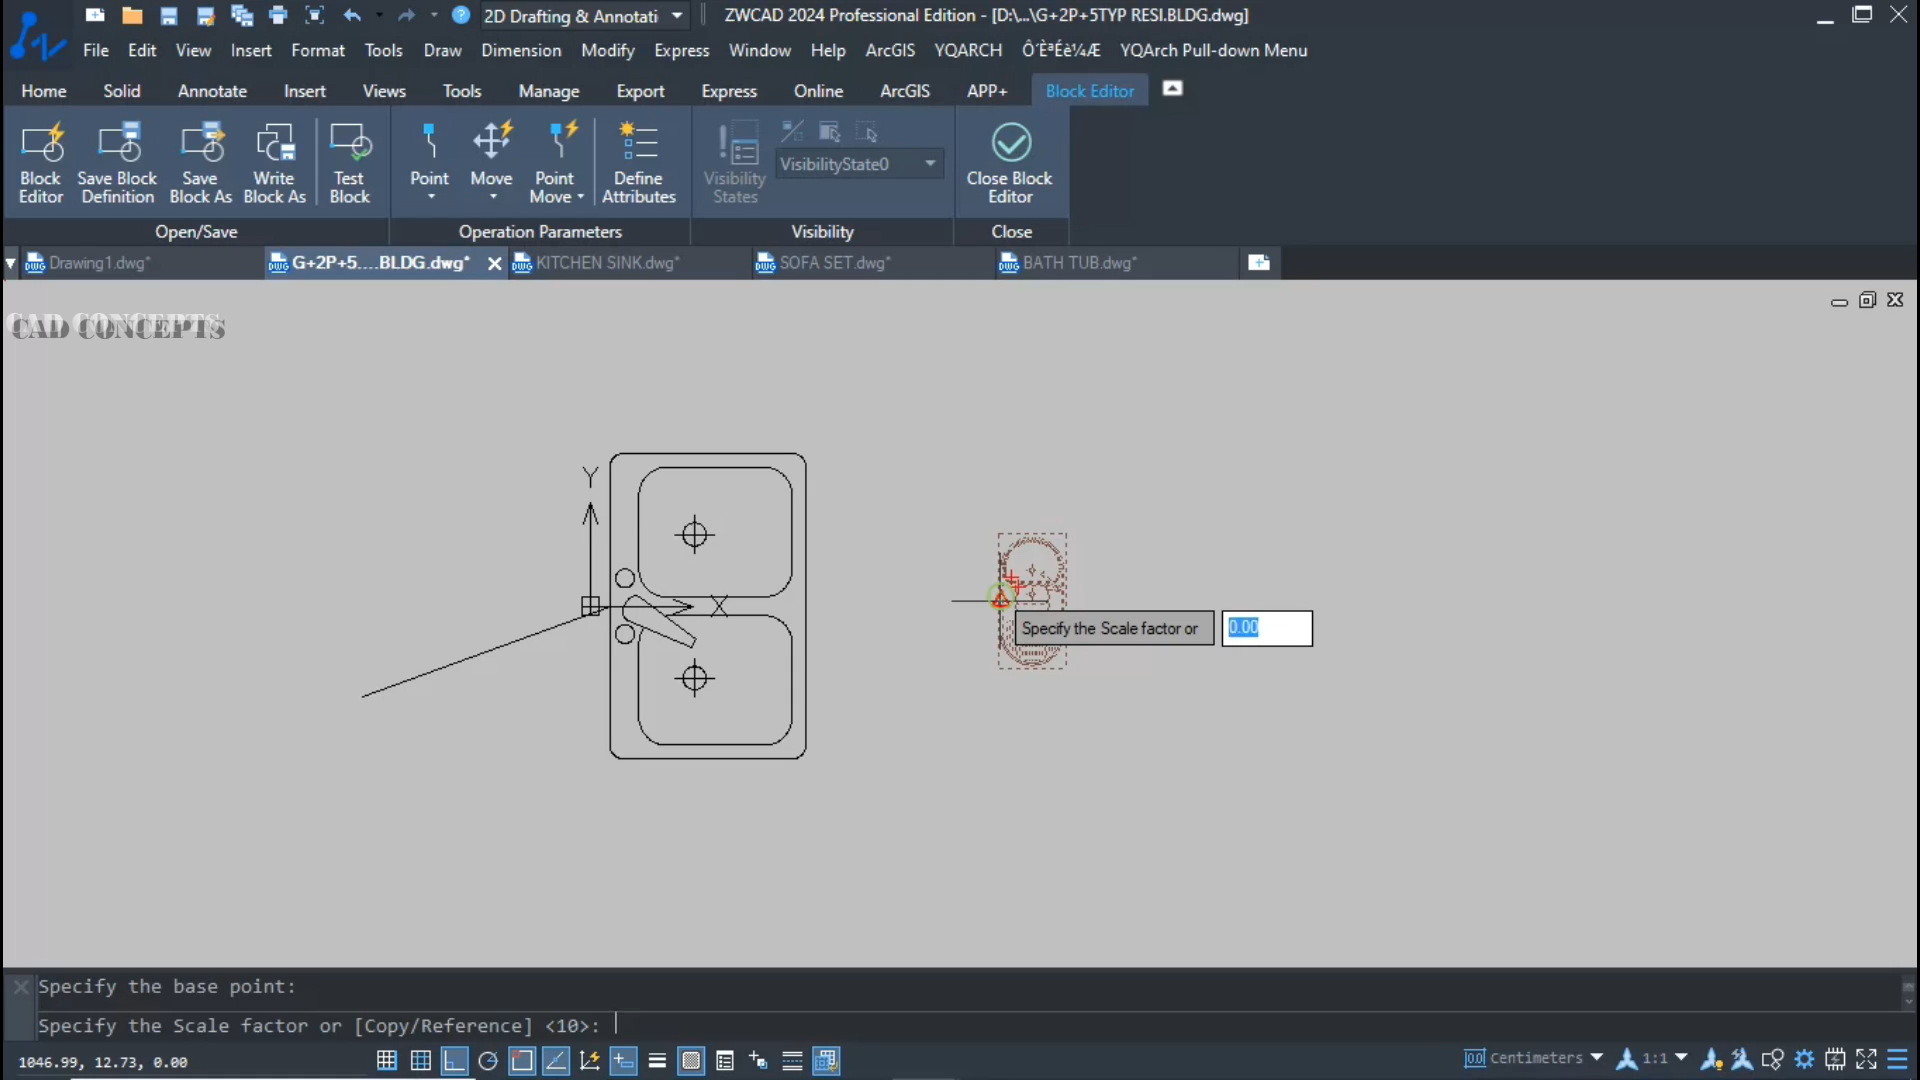 2D Drafting & Annotati
ZWCAD 2024 Professional Edition - [D:\...\G+2P+5TYP RESI.BLDG.dwg]
File Edit View Insert Format Tools Draw Dimension Modify Express Window Help ArcGIS YQARCH Ô´ÈªÉè¼Æ YQArch Pull-down Menu
Home Solid Annotate Insert Views Tools Manage Export Express Online ArcGIS APP+ Block Editor
VisibilityState0
Block Editor
Save Block Definition
Save Block As
Write Block As
Test Block
Point
Move
Point Move
Define Attributes
Visibility States
Close Block Editor
Open/Save Operation Parameters Visibility Close
Drawing1.dwg* G+2P+5....BLDG.dwg* KITCHEN SINK.dwg* SOFA SET.dwg* BATH TUB.dwg*
CAD CONCEPTS
Y
X
Specify the Scale factor or 0.00
Specify the base point:
Specify the Scale factor or [Copy/Reference] <10>:
1046.99, 12.73, 0.00
0.0 Centimeters 1:1